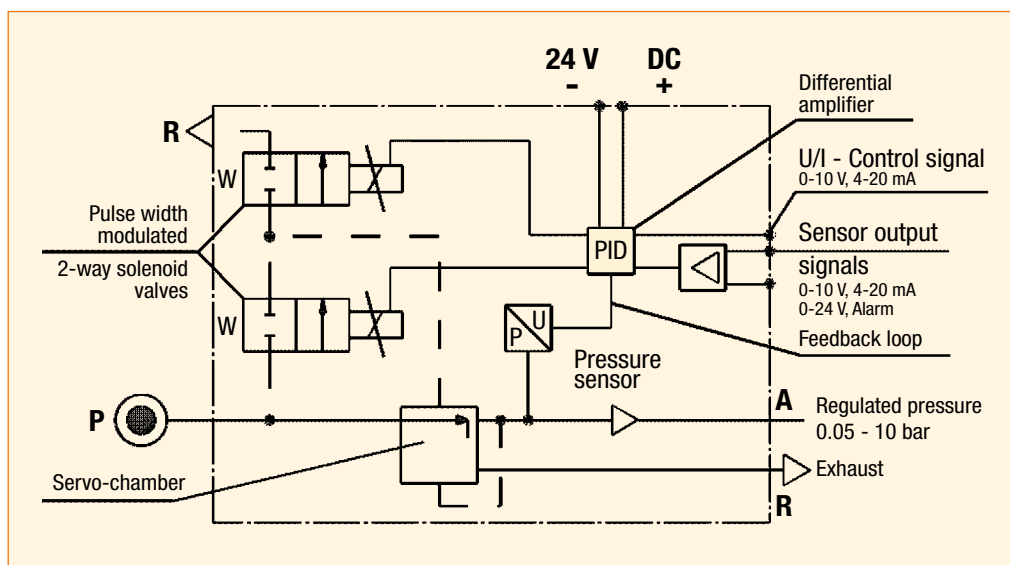 24 V DC
- +
Differential
amplifier
R
U/I - Control signal
0-10 V, 4-20 mA
W
Pulse width
modulated
2-way solenoid
valves
PID
Sensor output
signals
0-10 V, 4-20 mA
0-24 V, Alarm
W
U
P
Feedback loop
Pressure
sensor
P
A
Regulated pressure
0.05 - 10 bar
Servo-chamber
Exhaust
R